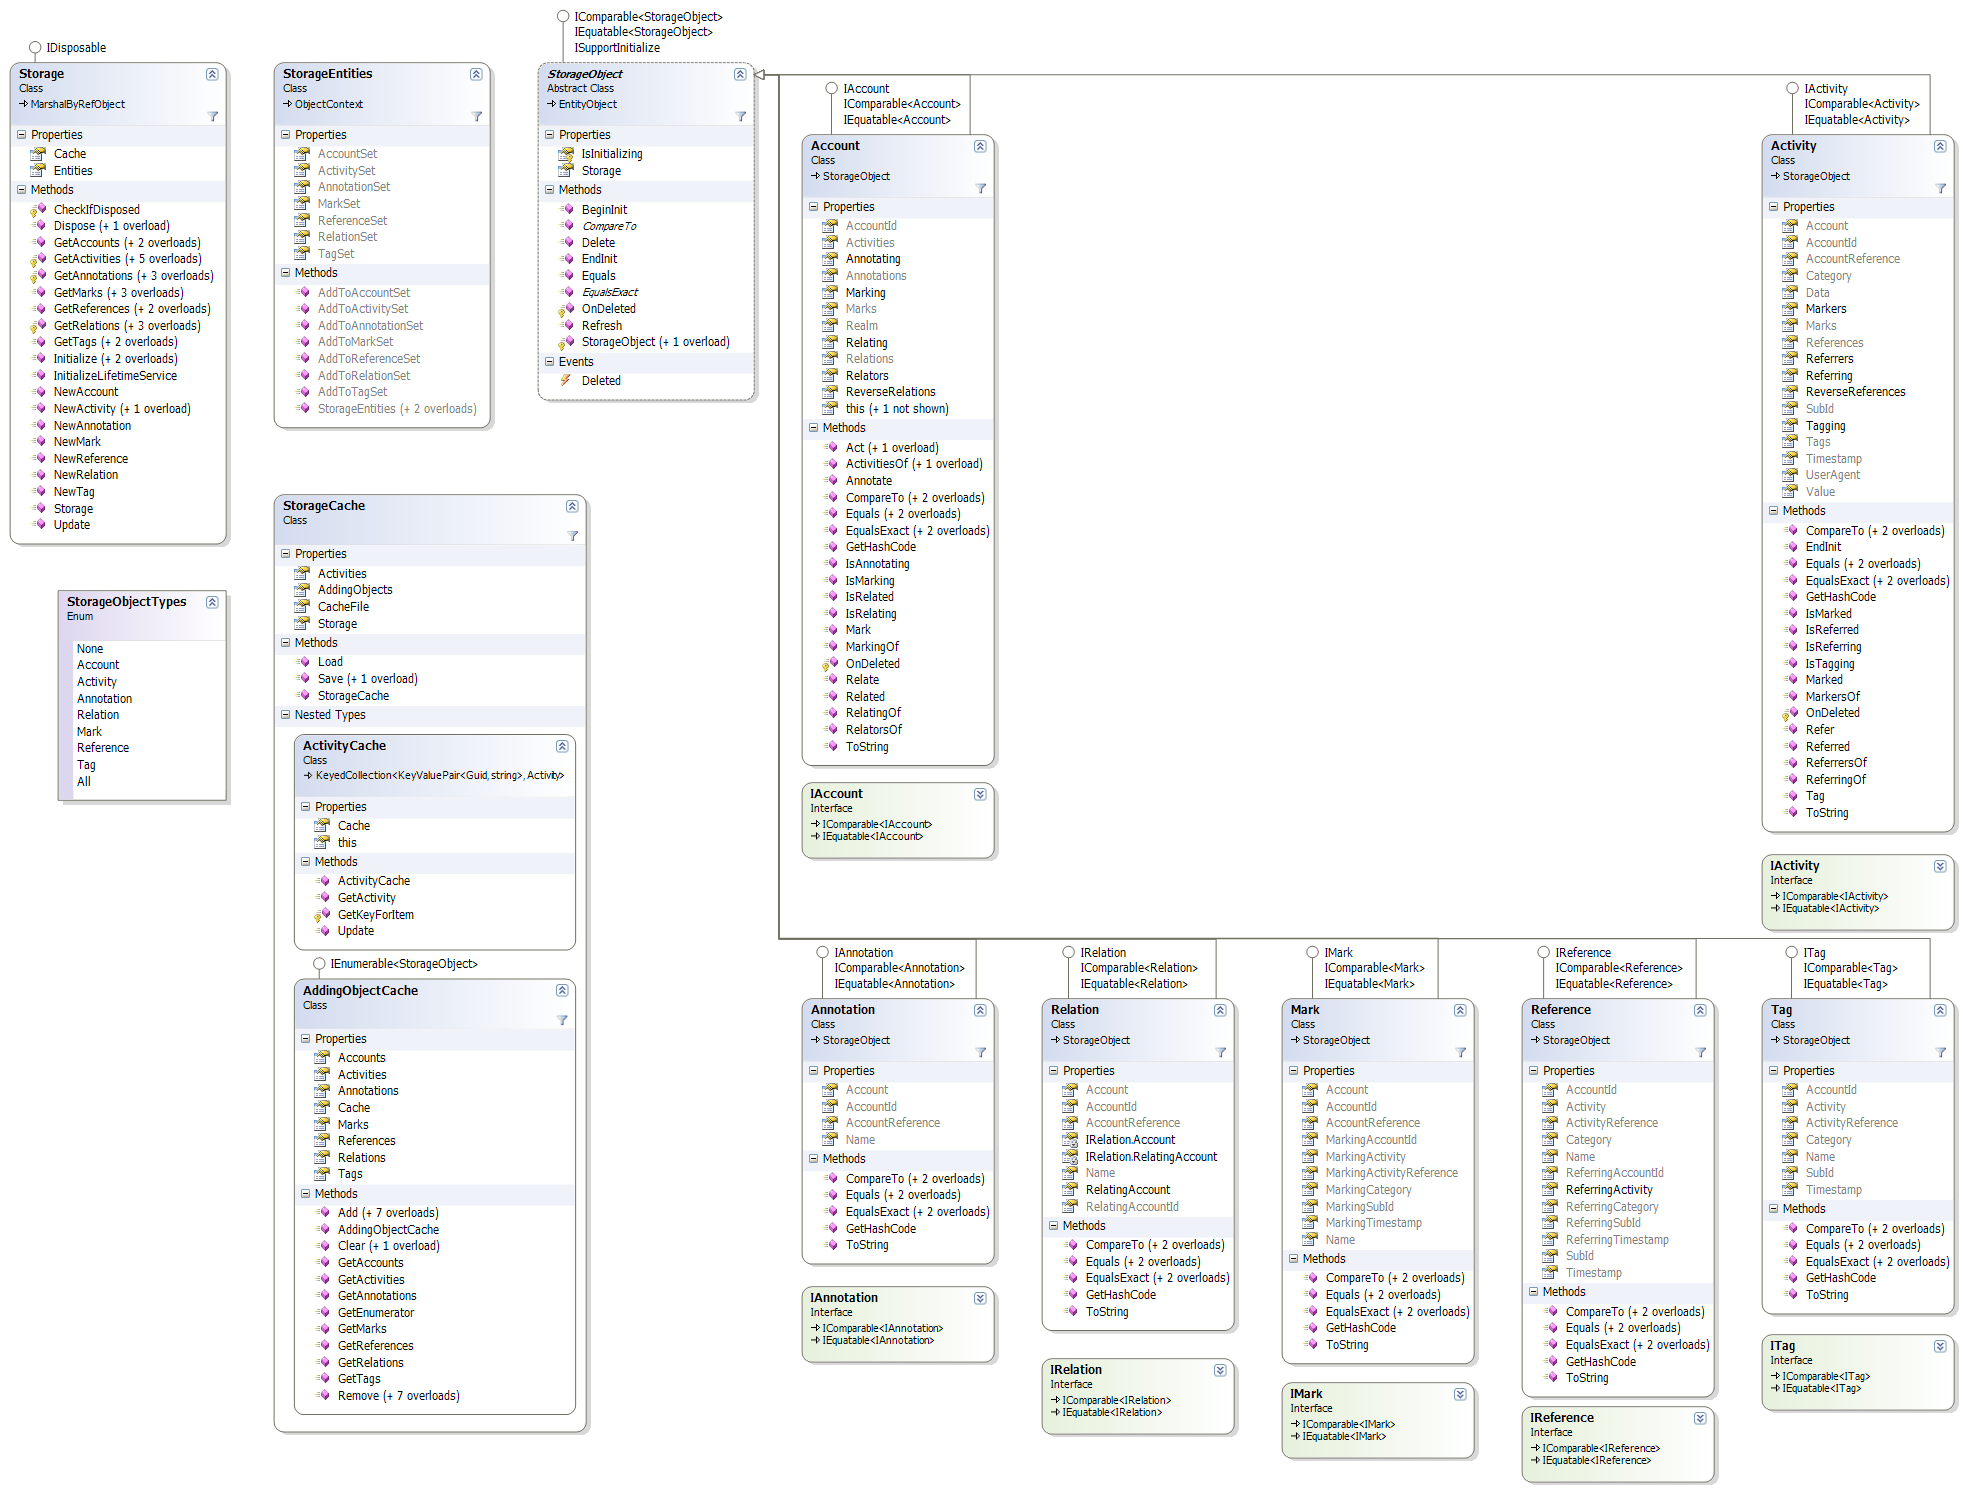 IDisposable
Storage
Class
MarshalByRefObject
Properties
Cache
Entities
Methods
CheckIfDisposed
Dispose (+ 1 overload)
GetAccounts (+ 2 overloads)
GetActivities (+ 5 overloads)
GetAnnotations (+ 3 overloads)
GetMarks (+ 3 overloads)
GetReferences (+ 2 overloads)
GetRelations (+ 3 overloads)
GetTags (+ 2 overloads)
Initialize (+ 2 overloads)
InitializeLifetimeService
NewAccount
NewActivity (+ 1 overload)
NewAnnotation
NewMark
NewReference
NewRelation
NewTag
Storage
Update
StorageObjectTypes
Enum
None
Account
Activity
Annotation
Relation
Mark
Reference
Tag
All
StorageEntities
Class
ObjectContext
Properties
AccountSet
ActivitySet
AnnotationSet
MarkSet
ReferenceSet
RelationSet
TagSet
Methods
AddToAccountSet
AddToActivitySet
AddToAnnotationSet
AddToMarkSet
AddToReferenceSet
AddToRelationSet
AddToTagSet
StorageEntities (+ 2 overloads)
StorageCache
Class
Properties
Activities
AddingObjects
CacheFile
Storage
Methods
Load
Save (+ 1 overload)
StorageCache
Nested Types
ActivityCache
Class
KeyedCollection<KeyValuePair<Guid, string>, Activity>
Properties
Cache
this
Methods
ActivityCache
GetActivity
GetKeyForItem
Update
IEnumerable<StorageObject>
AddingObjectCache
Class
Properties
Accounts
Activities
Annotations
Cache
Marks
References
Relations
Tags
Methods
Add (+ 7 overloads)
AddingObjectCache
Clear (+ 1 overload)
GetAccounts
GetActivities
GetAnnotations
GetEnumerator
GetMarks
GetReferences
GetRelations
GetTags
Remove (+ 7 overloads)
IComparable<StorageObject>
IEquatable<StorageObject>
ISupportInitialize
StorageObject
Abstract Class
EntityObject
Properties
IsInitializing
Storage
Methods
BeginInit
CompareTo
Delete
EndInit
Equals
EqualsExact
OnDeleted
Refresh
StorageObject (+ 1 overload)
Events
Deleted
IAccount
IComparable<Account>
IEquatable<Account>
Account
Class
StorageObject
Properties
AccountId
Activities
Annotating
Annotations
Marking
Marks
Realm
Relating
Relations
Relators
ReverseRelations
this (+ 1 not shown)
Methods
Act (+ 1 overload)
ActivitiesOf (+ 1 overload)
Annotate
CompareTo (+ 2 overloads)
Equals (+ 2 overloads)
EqualsExact (+ 2 overloads)
GetHashCode
IsAnnotating
IsMarking
IsRelated
IsRelating
Mark
MarkingOf
OnDeleted
Relate
Related
RelatingOf
RelatorsOf
ToString
IAccount
Interface
IComparable<IAccount>
IEquatable<IAccount>
IActivity
IComparable<Activity>
IEquatable<Activity>
Activity
Class
StorageObject
Properties
Account
AccountId
AccountReference
Category
Data
Markers
Marks
References
Referrers
Referring
ReverseReferences
SubId
Tagging
Tags
Timestamp
UserAgent
Value
Methods
CompareTo (+ 2 overloads)
EndInit
Equals (+ 2 overloads)
EqualsExact (+ 2 overloads)
GetHashCode
IsMarked
IsReferred
IsReferring
IsTagging
Marked
MarkersOf
OnDeleted
Refer
Referred
ReferrersOf
ReferringOf
Tag
ToString
IActivity
Interface
IComparable<IActivity>
IEquatable<IActivity>
IAnnotation
IComparable<Annotation>
IEquatable<Annotation>
Annotation
Class
StorageObject
Properties
Account
AccountId
AccountReference
Name
Methods
CompareTo (+ 2 overloads)
Equals (+ 2 overloads)
EqualsExact (+ 2 overloads)
GetHashCode
ToString
IAnnotation
Interface
IComparable<IAnnotation>
IEquatable<IAnnotation>
IRelation
IComparable<Relation>
IEquatable<Relation>
Relation
Class
StorageObject
Properties
Account
AccountId
AccountReference
IRelation.Account
IRelation.RelatingAccount
Name
RelatingAccount
RelatingAccountId
Methods
CompareTo (+ 2 overloads)
Equals (+ 2 overloads)
EqualsExact (+ 2 overloads)
GetHashCode
ToString
IRelation
Interface
IComparable<IRelation>
IEquatable<IRelation>
IMark
IComparable<Mark>
IEquatable<Mark>
Mark
Class
StorageObject
Properties
Account
AccountId
AccountReference
MarkingAccountId
MarkingActivity
MarkingActivityReference
MarkingCategory
MarkingSubId
MarkingTimestamp
Name
Methods
CompareTo (+ 2 overloads)
Equals (+ 2 overloads)
EqualsExact (+ 2 overloads)
GetHashCode
ToString
IMark
Interface
IComparable<IMark>
IEquatable<IMark>
IReference
IComparable<Reference>
IEquatable<Reference>
Reference
Class
StorageObject
Properties
AccountId
Activity
ActivityReference
Category
Name
ReferringAccountId
ReferringActivity
ReferringCategory
ReferringSubId
ReferringTimestamp
SubId
Timestamp
Methods
CompareTo (+ 2 overloads)
Equals (+ 2 overloads)
EqualsExact (+ 2 overloads)
GetHashCode
ToString
IReference
Interface
IComparable<IReference>
IEquatable<IReference>
ITag
IComparable<Tag>
IEquatable<Tag>
Tag
Class
StorageObject
Properties
AccountId
Activity
ActivityReference
Category
Name
SubId
Timestamp
Methods
CompareTo (+ 2 overloads)
Equals (+ 2 overloads)
EqualsExact (+ 2 overloads)
GetHashCode
ToString
ITag
Interface
IComparable<ITag>
IEquatable<ITag>